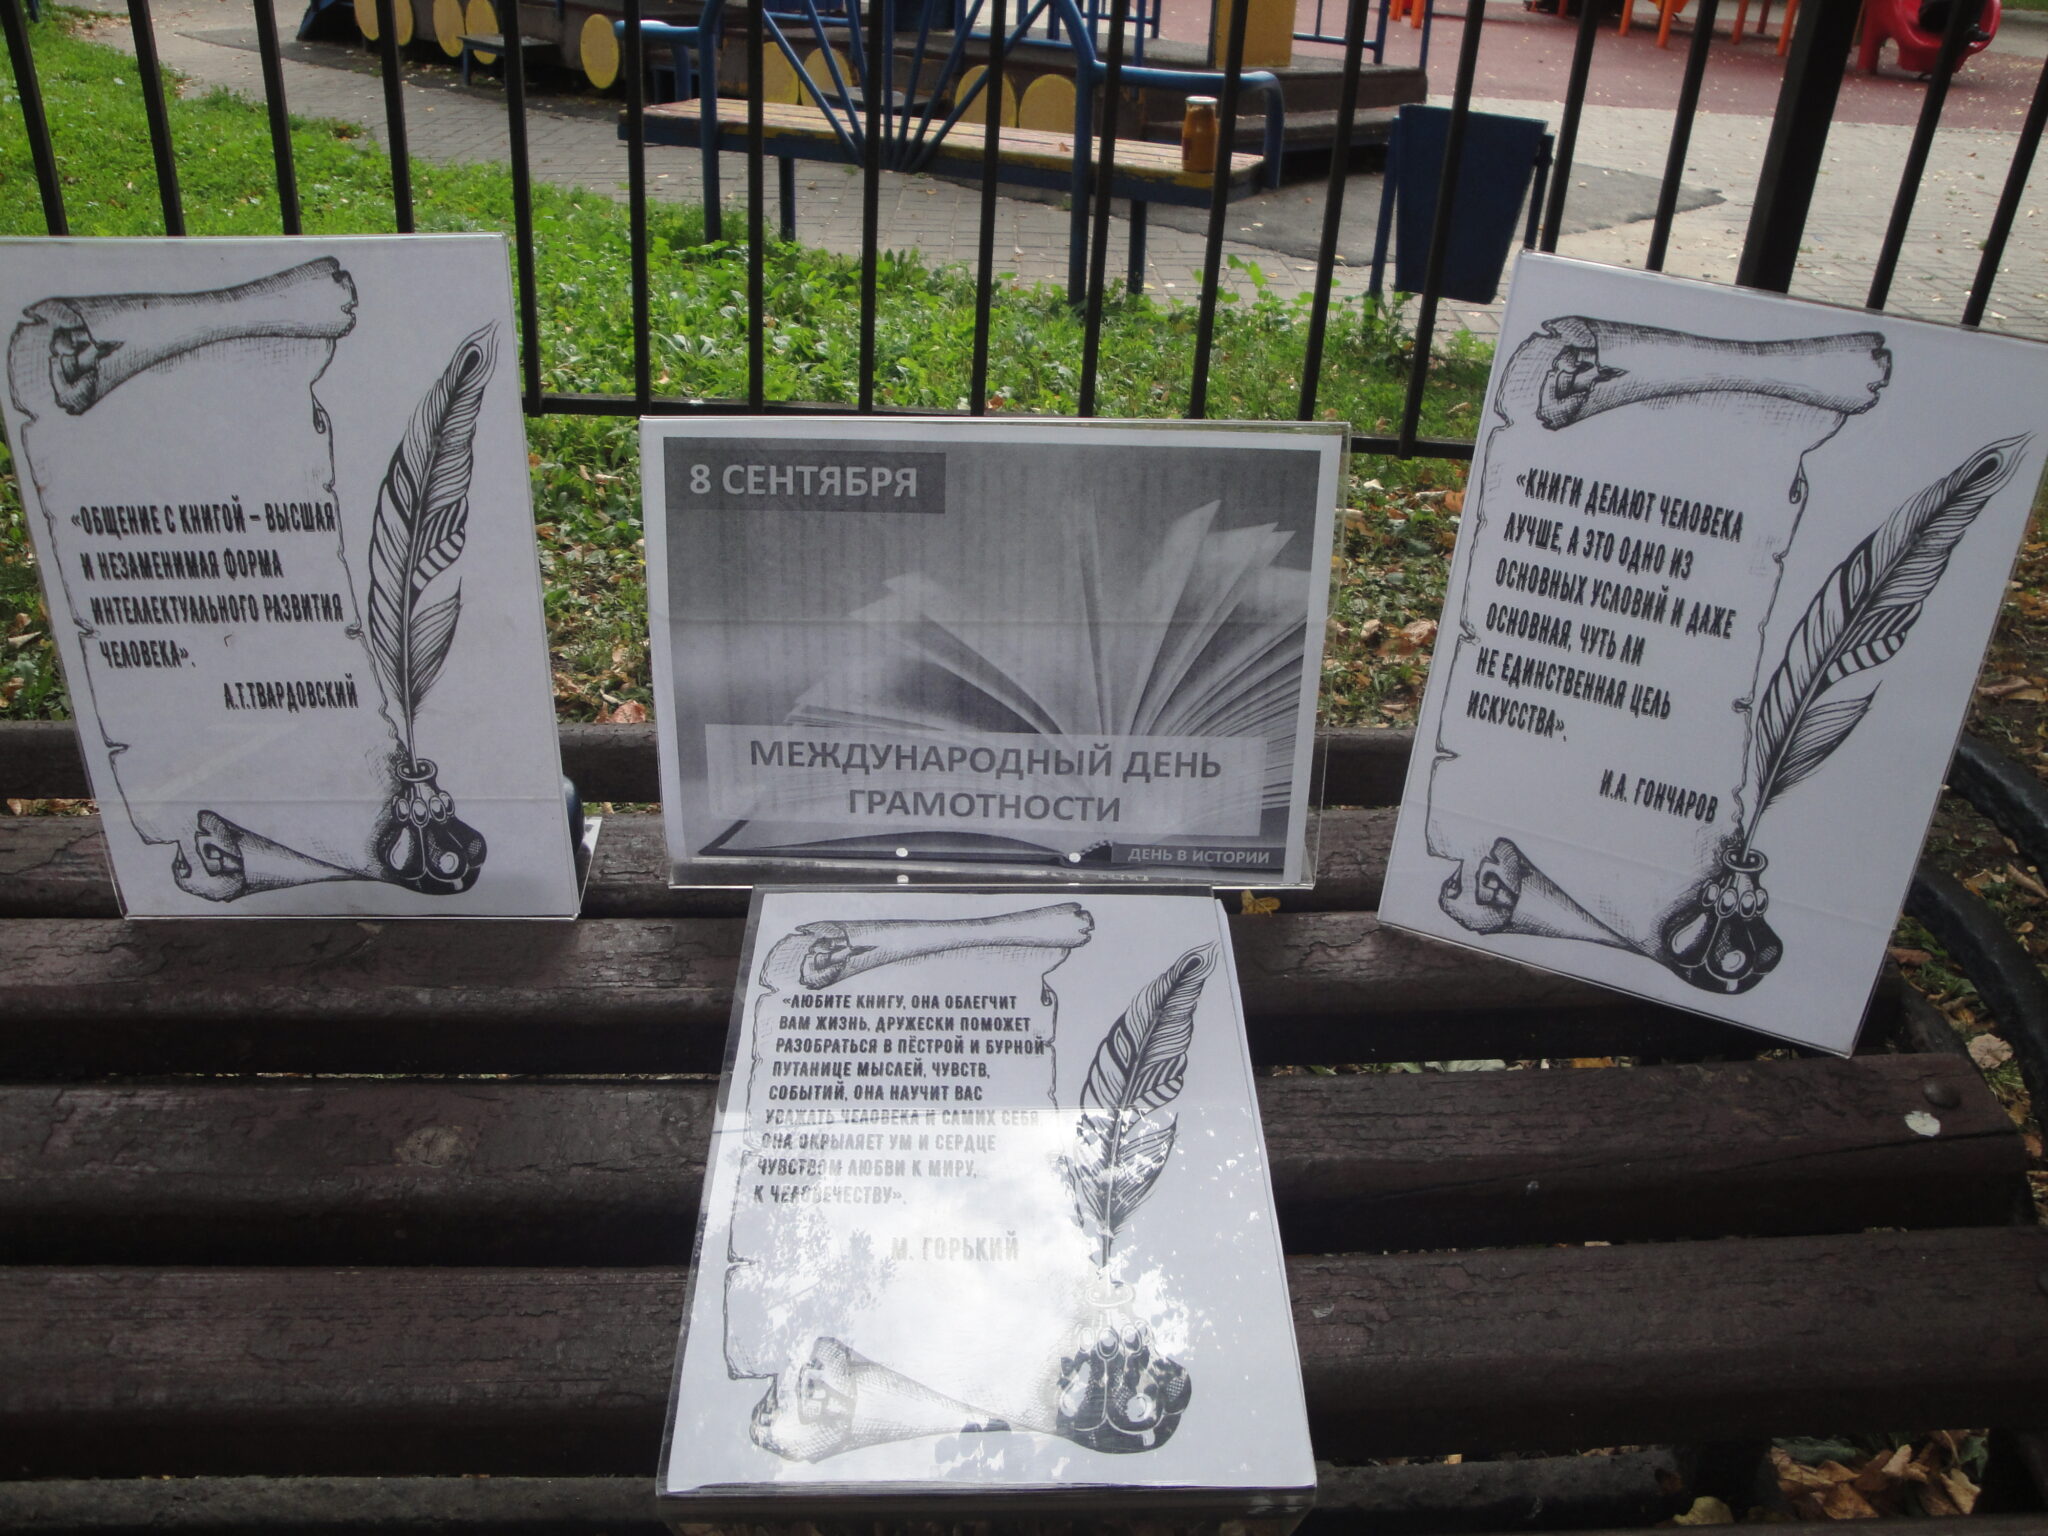 «ОБЩЕНИЕ С КНИГОЙ – ВЫСШАЯ
И НЕЗАМЕНИМАЯ ФОРМА
ИНТЕЛЛЕКТУАЛЬНОГО РАЗВИТИЯ
ЧЕЛОВЕКА».
А.Т.ТВАРДОВСКИЙ
8 СЕНТЯБРЯ
МЕЖДУНАРОДНЫЙ ДЕНЬ
ГРАМОТНОСТИ
ДЕНЬ В ИСТОРИИ
«КНИГИ ДЕЛАЮТ ЧЕЛОВЕКА
ЛУЧШЕ, А ЭТО ОДНО ИЗ
ОСНОВНЫХ УСЛОВИЙ И ДАЖЕ
ОСНОВНАЯ, ЧУТЬ ЛИ
НЕ ЕДИНСТВЕННАЯ ЦЕЛЬ
ИСКУССТВА».
И.А. ГОНЧАРОВ
«ЛЮБИТЕ КНИГУ, ОНА ОБЛЕГЧИТ
ВАМ ЖИЗНЬ, ДРУЖЕСКИ ПОМОЖЕТ
РАЗОБРАТЬСЯ В ПЁСТРОЙ И БУРНОЙ
ПУТАНИЦЕ МЫСЛЕЙ, ЧУВСТВ,
СОБЫТИЙ, ОНА НАУЧИТ ВАС
УВАЖАТЬ ЧЕЛОВЕКА И САМИХ СЕБЯ,
ОНА ОКРЫЛЯЕТ УМ И СЕРДЦЕ
ЧУВСТВОМ ЛЮБВИ К МИРУ,
К ЧЕЛОВЕЧЕСТВУ».
М. ГОРЬКИЙ